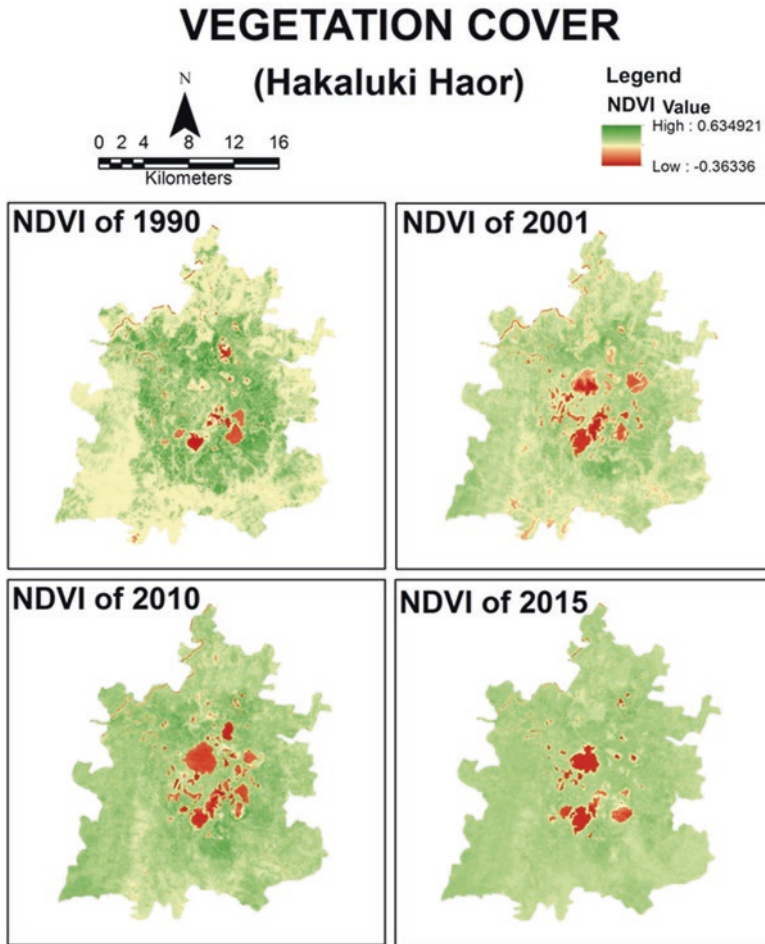 VEGETATION COVER
(Hakaluki Haor)
N
0 2 4 8 12 16
Kilometers
Legend
NDVI Value
High : 0.634921
Low : -0.36336
NDVI of 1990
NDVI of 2001
NDVI of 2010
NDVI of 2015